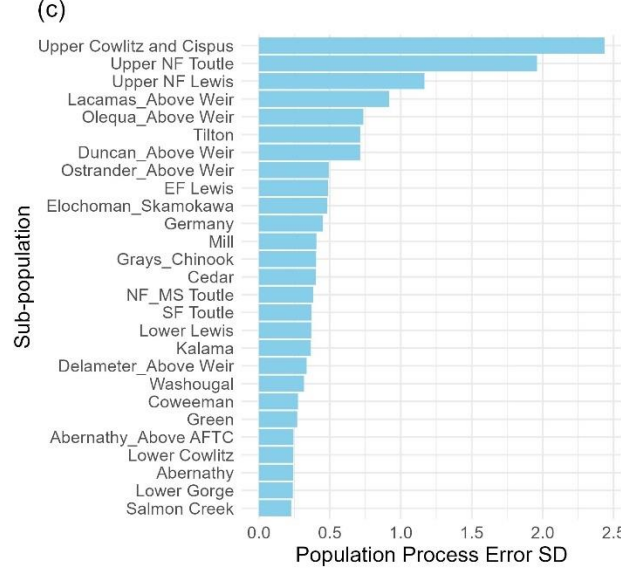 (c)
Sub-population
Upper Cowlitz and Cispus
Upper NF Toutle
Upper NF Lewis
Lacamas_Above Weir
Olequa_Above Weir
Tilton
Duncan_Above Weir
Ostrander_Above Weir
EF Lewis
Elochoman_Skamokowa
Germany
Mill
Grays_Chinook
Cedar
NF_MS Toutle
SF Toutle
Lower Lewis
Kalama
Delameter_Above Weir
Washougal
Coweeman
Green
Abernathy_Above AFTC
Lower Cowlitz
Abernathy
Lower Gorge
Salmon Creek
0.0 0.5 1.0 1.5 2.0 2.5
Population Process Error SD